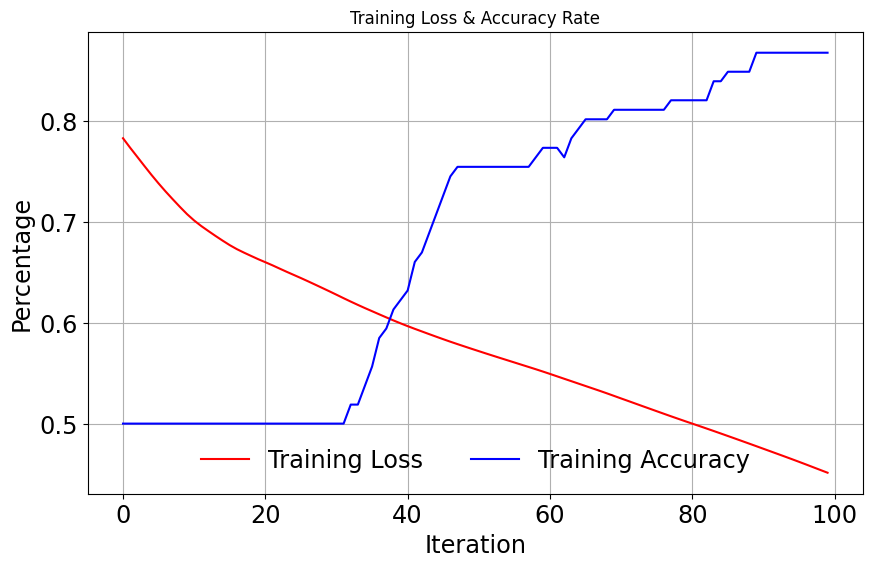 Training Loss & Accuracy Rate
Percentage
0.8
0.7
0.6
0.5
Training Loss
Training Accuracy
0
20
40
60
80
100
Iteration